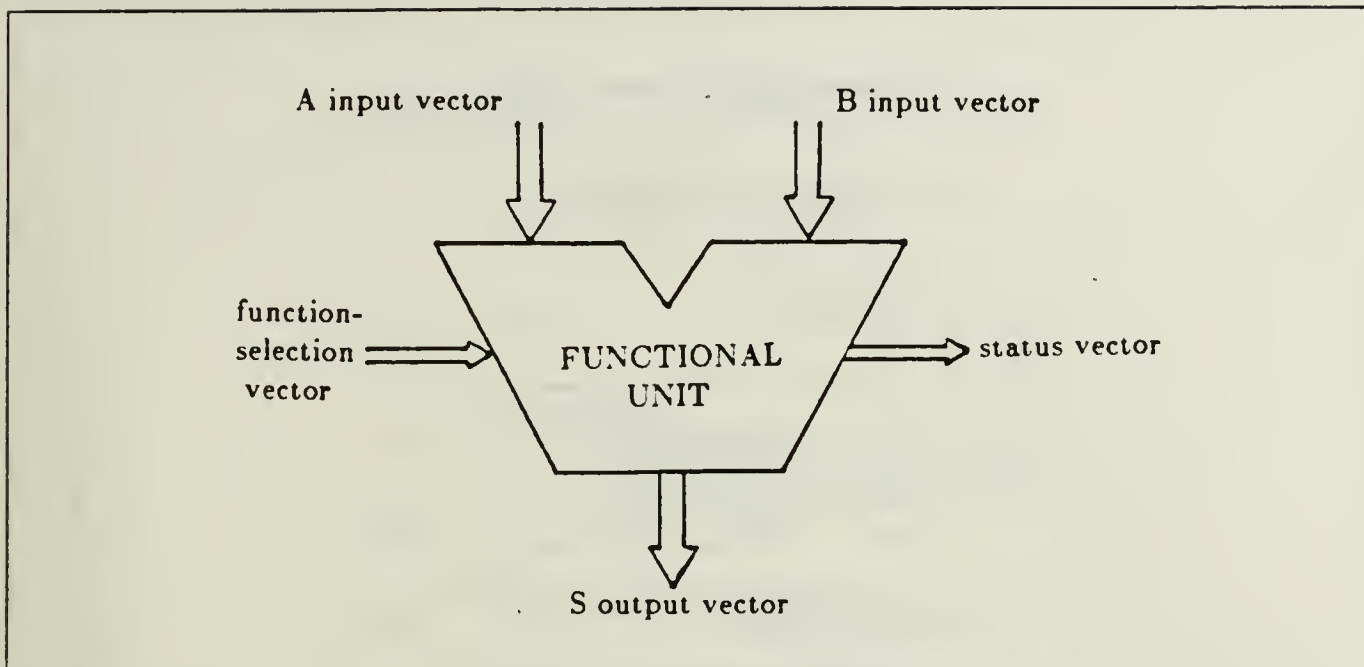 A input vector
B input vector
function-
selection
vector
FUNCTIONAL
UNIT
status vector
S output vector